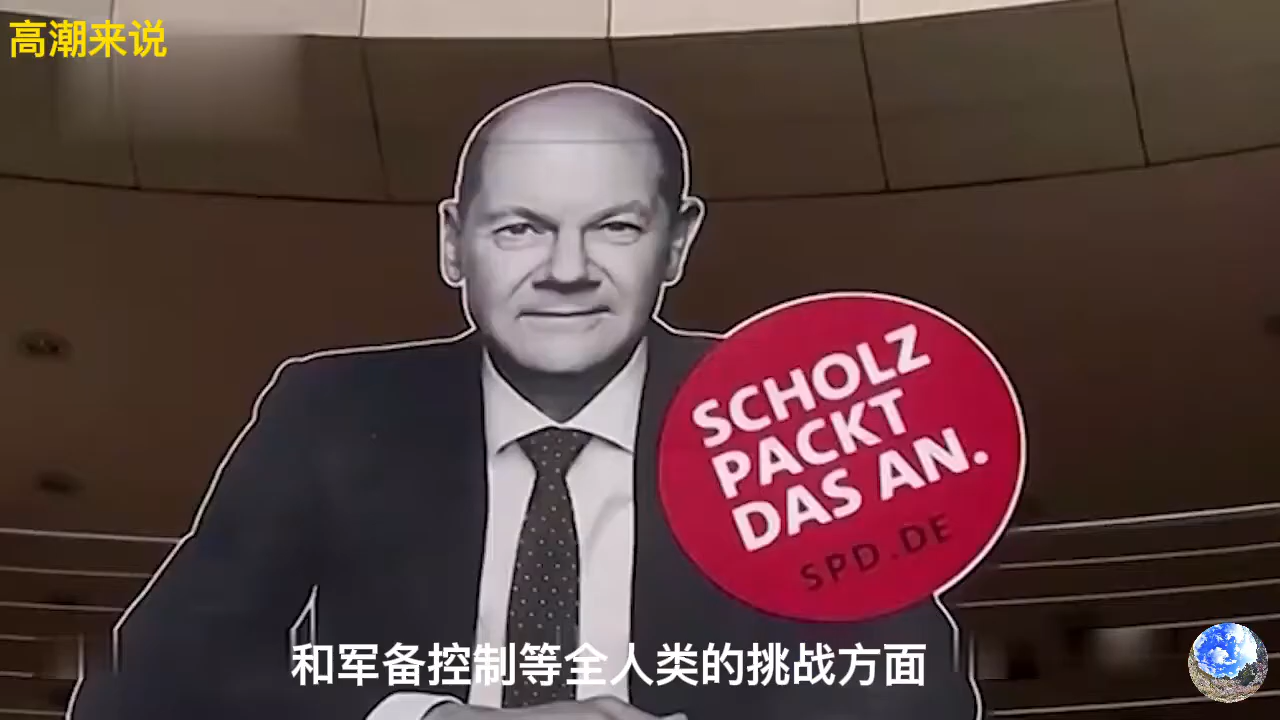 高潮来说
SCHOLZ
PACKT
DAS AN.
SPD.DE
和军备控制等全人类的挑战方面